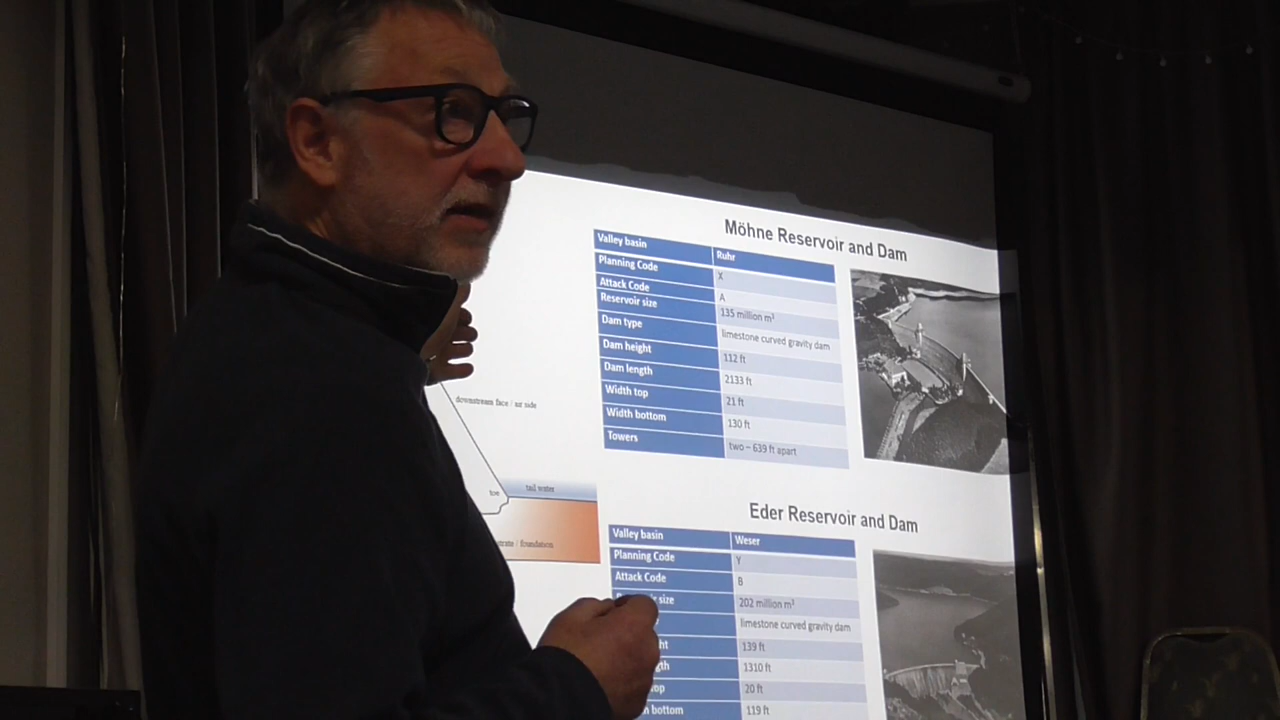 Möhne Reservoir and Dam
Valley basin Ruhr
Planning Code X
Attack Code A
Reservoir size 135 million m³
Dam type limestone curved gravity dam
Dam height 112 ft
Dam length 2133 ft
Width top 21 ft
Width bottom 130 ft
Towers two – 639 ft apart
downstream face / air side
toe
tail water
/ foundation
Eder Reservoir and Dam
Valley basin Weser
Planning Code Y
Attack Code B
size 202 million m³
limestone curved gravity dam
139 ft
1310 ft
20 ft
bottom 119 ft